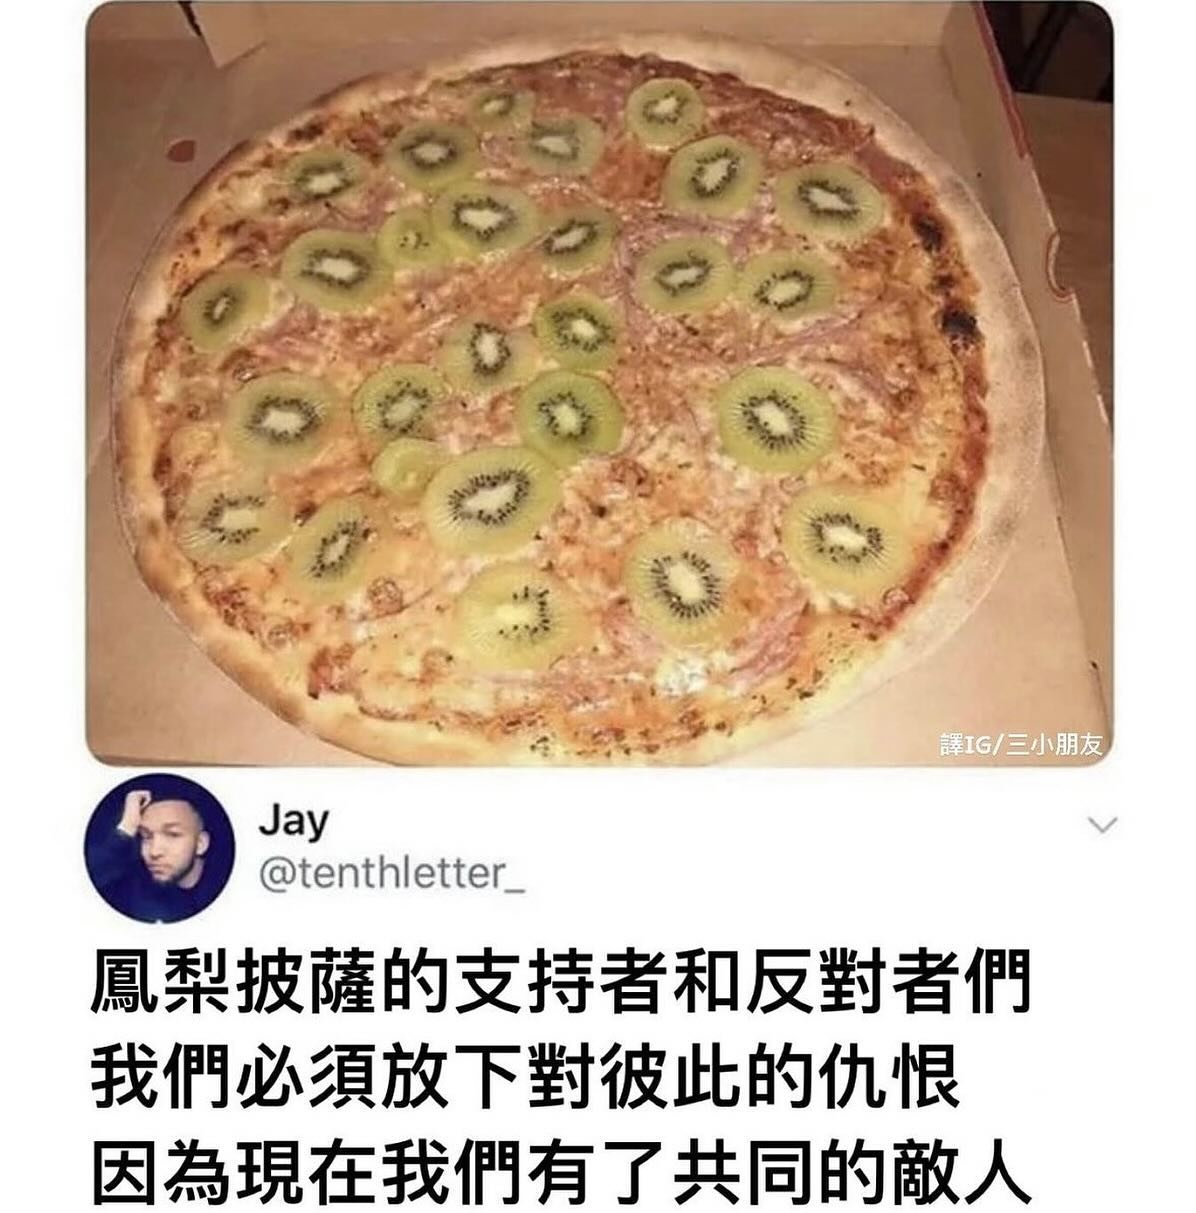 譯IG/三小朋友
Jay
@tenthletter_
鳳梨披薩的支持者和反對者們
我們必須放下對彼此的仇恨
因為現在我們有了共同的敵人